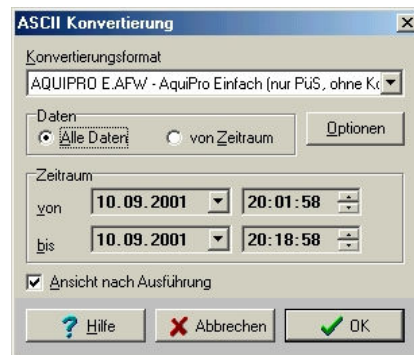 ASCII Konvertierung
Konvertierungsformat
AQUIPRO E.AFW - AquiPro Einfach (nur PüS, ohne Kc
Daten
Alle Daten von Zeitraum
Optionen
Zeitraum
von 10.09.2001 20:01:58
bis 10.09.2001 20:18:58
Ansicht nach Ausführung
? Hilfe Abbrechen OK